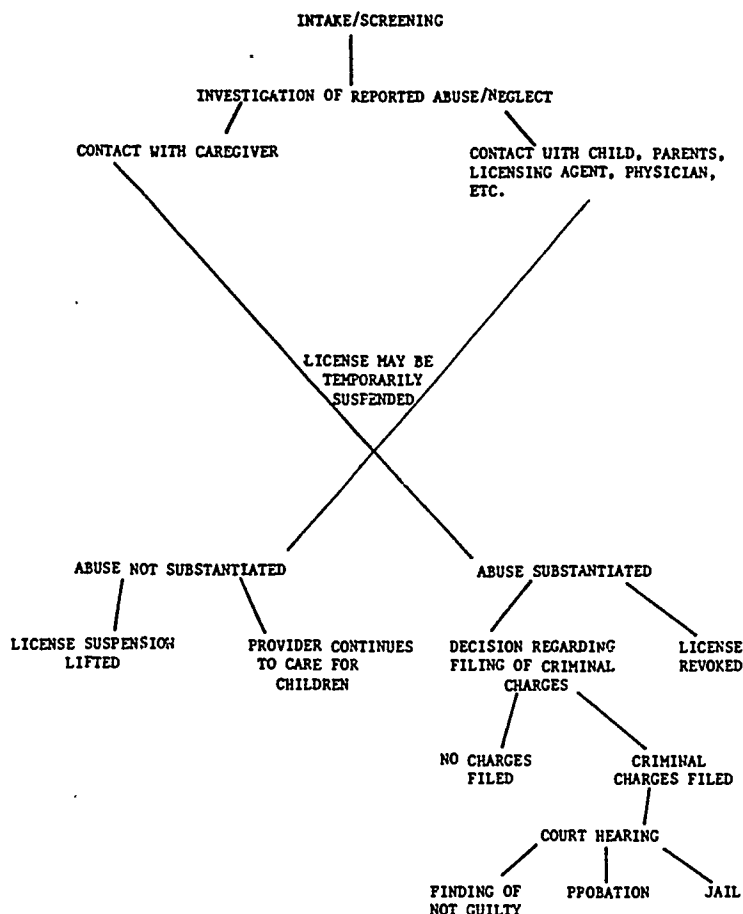 INTAKE/SCREENING
INVESTIGATION OF REPORTED ABUSE/NEGLECT
CONTACT WITH CAREGIVER
CONTACT WITH CHILD, PARENTS,
LICENSING AGENT, PHYSICIAN,
ETC.
LICENSE MAY BE
TEMPORARILY
SUSPENDED
ABUSE NOT SUBSTANTIATED
ABUSE SUBSTANTIATED
LICENSE SUSPENSION
LIFTED
PROVIDER CONTINUES
TO CARE FOR
CHILDREN
DECISION REGARDING
FILING OF CRIMINAL
CHARGES
LICENSE
REVOKED
NO CHARGES
FILED
CRIMINAL
CHARGES FILED
COURT HEARING
FINDING OF
NOT GUILTY
PPOBATION
JAIL